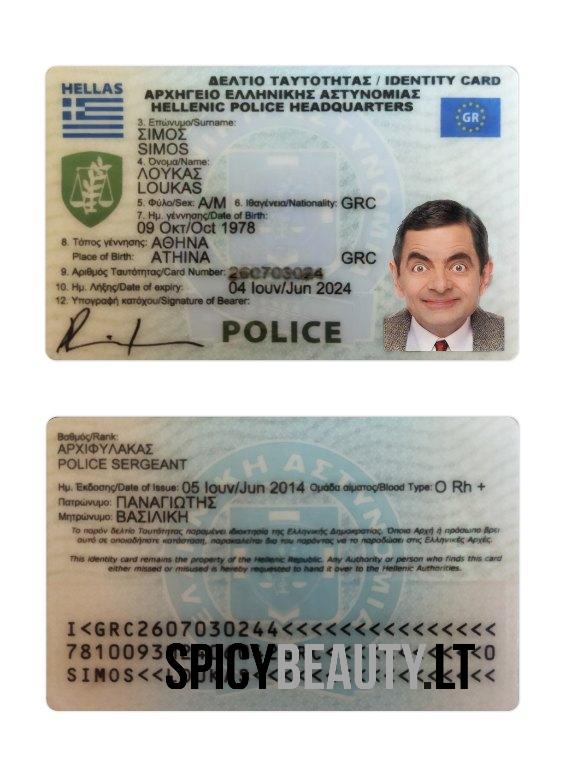 HELLAS
ΔΕΛΤΙΟ ΤΑΥΤΟΤΗΤΑΣ / IDENTITY CARD
ΑΡΧΗΓΕΙΟ ΕΛΛΗΝΙΚΗΣ ΑΣΤΥΝΟΜΙΑΣ
HELLENIC POLICE HEADQUARTERS
GR
3. Επώνυμο/Surname:
ΣΙΜΟΣ
SIMOS
4. Όνομα/Name:
ΛΟΥΚΑΣ
LOUKAS
5. Φύλο/Sex: Α/Μ 6. Ιθαγένεια/Nationality: GRC
7. Ημ. γέννησης/Date of Birth:
09 Οκτ/Oct 1978
8. Τόπος γέννησης: ΑΘΗΝΑ
Place of Birth: ATHINA GRC
9. Αριθμός Ταυτότητας/Card Number: 260703024
10. Ημ. Λήξης/Date of expiry: 04 Ιουν/Jun 2024
12. Υπογραφή κατόχου/Signature of Bearer:
POLICE
Βαθμός/Rank:
ΑΡΧΙΦΥΛΑΚΑΣ
POLICE SERGEANT
Ημ. Έκδοσης/Date of Issue: 05 Ιουν/Jun 2014 Ομάδα αίματος/Blood Type: O Rh +
Πατρώνυμο: ΠΑΝΑΓΙΩΤΗΣ
Μητρώνυμο: ΒΑΣΙΛΙΚΗ
Το παρόν δελτίο Ταυτότητας παραμένει ιδιοκτησία της Ελληνικής Δημοκρατίας. Όποια Αρχή ή πρόσωπο βρει
αυτό σε οποιαδήποτε κατάσταση, παρακαλείται δια του παρόντος να το παραδώσει στις Ελληνικές Αρχές.
This identity card remains the property of the Hellenic Republic. Any Authority or person who finds this card
either missed or misused is hereby requested to hand it over to the Hellenic Authorities.
I<GRC2607030244<<<<<<<<<<<<<<<
SIMOS<<LOUKAS
SPICYBEAUTY.LT